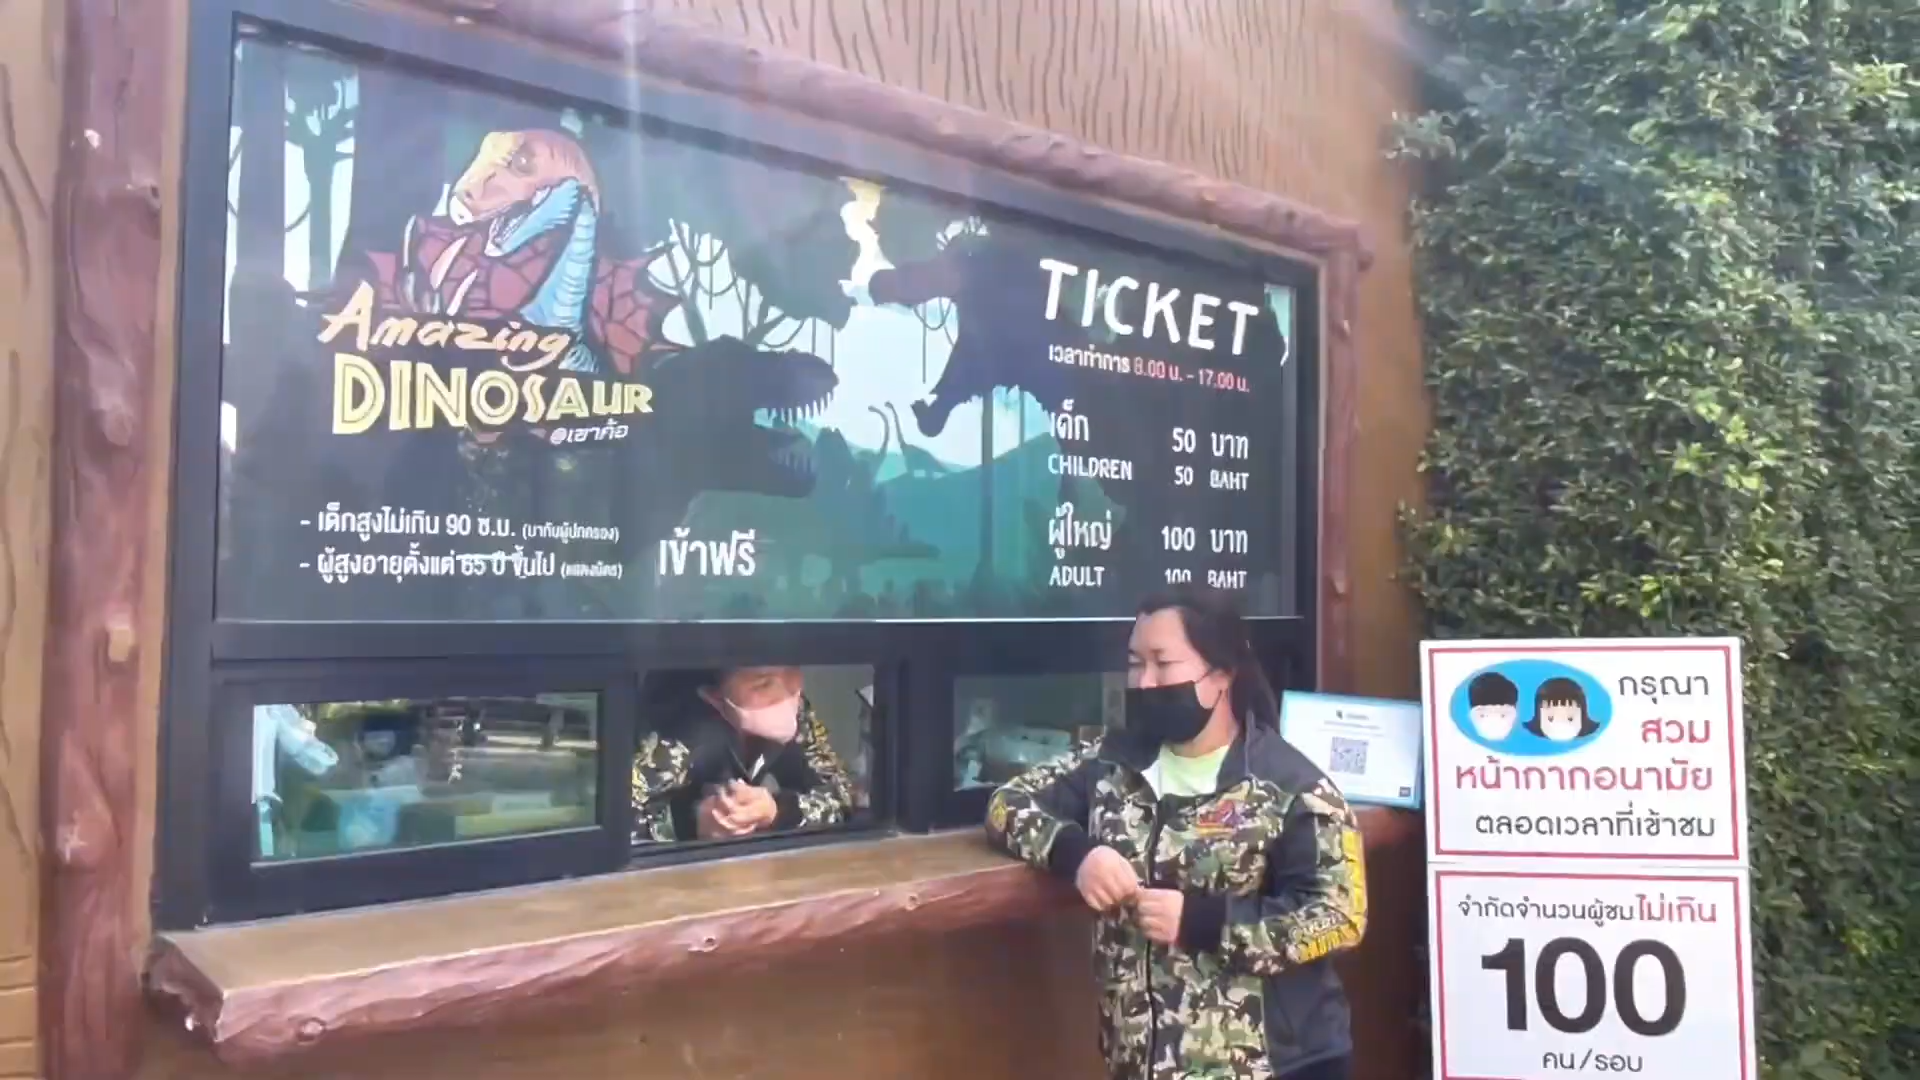 Amazing
DINOSAUR
@เขาค้อ
- เด็กสูงไม่เกิน 90 ซ.ม. (มากับผู้ปกครอง)
- ผู้สูงอายุตั้งแต่ 65 ปี ขึ้นไป (แสดงบัตร)
เข้าฟรี
TICKET
เวลาทำการ 8.00 น. - 17.00 น.
เด็ก 50 บาท
CHILDREN 50 BAHT
ผู้ใหญ่ 100 บาท
ADULT 100 BAHT
กรุณา
สวม
หน้ากากอนามัย
ตลอดเวลาที่เข้าชม
จำกัดจำนวนผู้ชมไม่เกิน
100
คน/รอบ